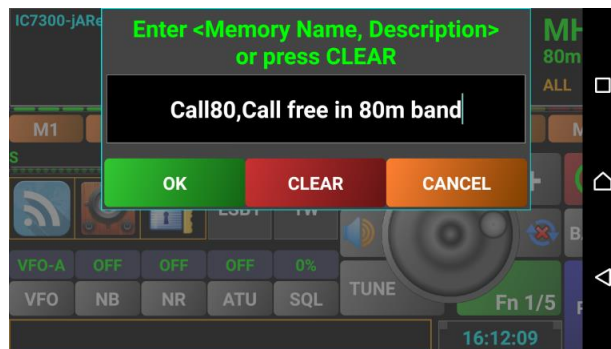 IC7300-jARe
Enter <Memory Name, Description>
or press CLEAR
MH
80m
ALL
Call80,Call free in 80m band
M1
M
S
OK
CLEAR
CANCEL
LSB1
1W
VFO-A
OFF
OFF
OFF
0%
VFO
NB
NR
ATU
SQL
TUNE
Fn 1/5
16:12:09